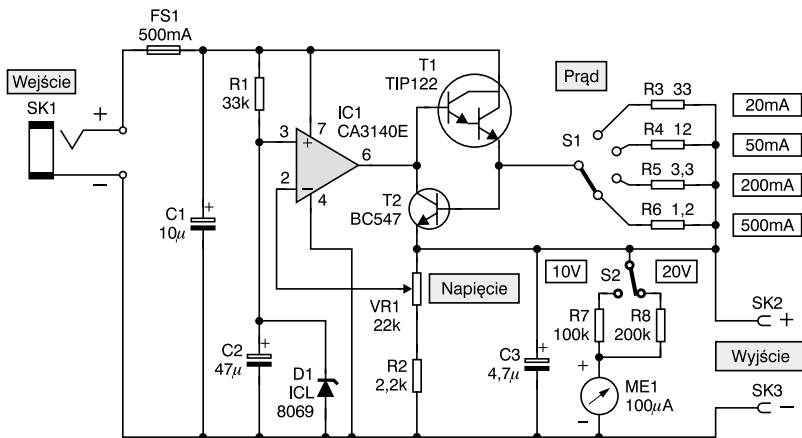 FS1
500mA
Wejście
SK1
+
−
R1
33k
IC1
CA3140E
3
+
7
6
2
−
4
T1
TIP122
T2
BC547
Prąd
S1
R3 33
20mA
R4 12
50mA
R5 3,3
200mA
R6 1,2
500mA
C1
10µ
+
VR1
22k
Napięcie
10V
S2
20V
R7
100k
R8
200k
SK2
+
C2
47µ
+
D1
ICL
8069
R2
2,2k
C3
4,7µ
+
+
ME1
100µA
−
Wyjście
SK3
−